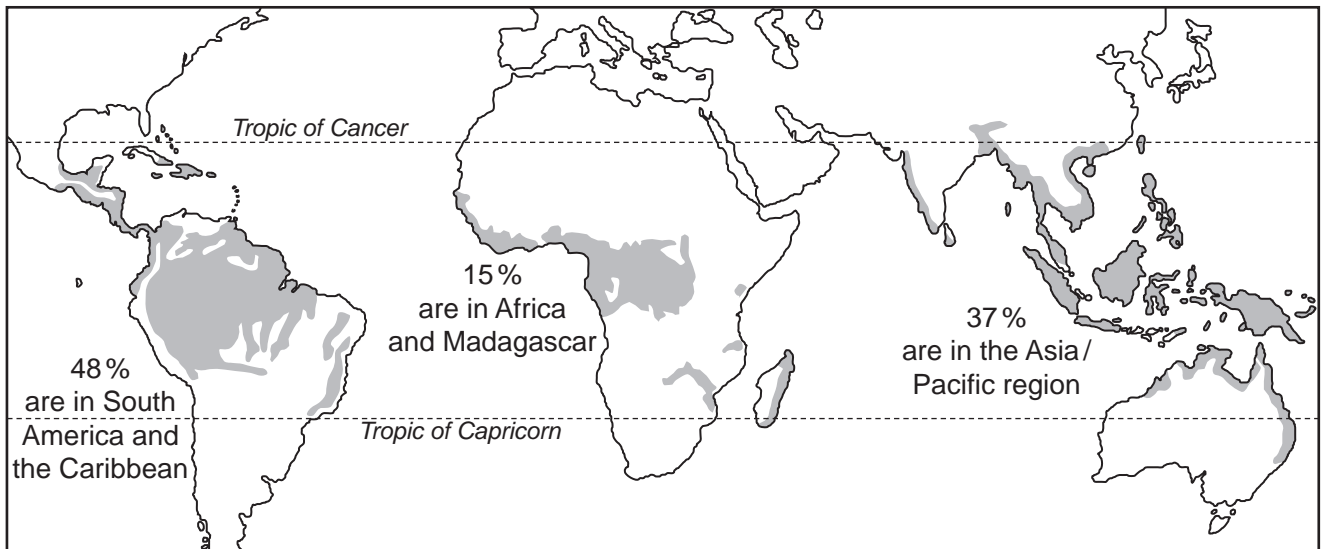 Tropic of Cancer
15%
are in Africa
and Madagascar
37%
are in the Asia/
Pacific region
48%
are in South
America and
the Caribbean
Tropic of Capricorn